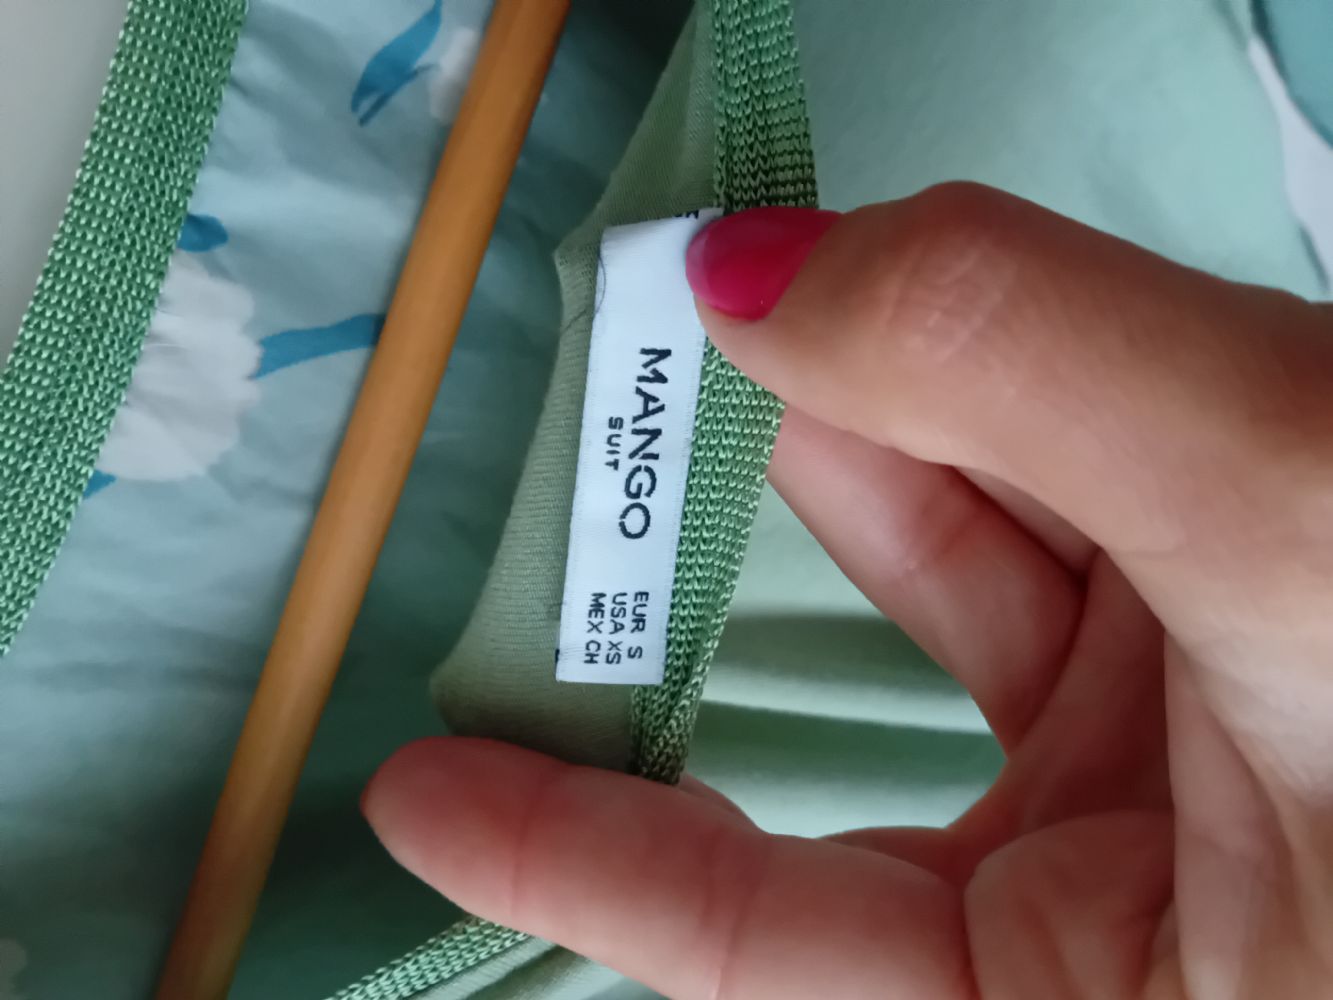 MANGO
SUIT
EUR S
USA XS
MEX CH